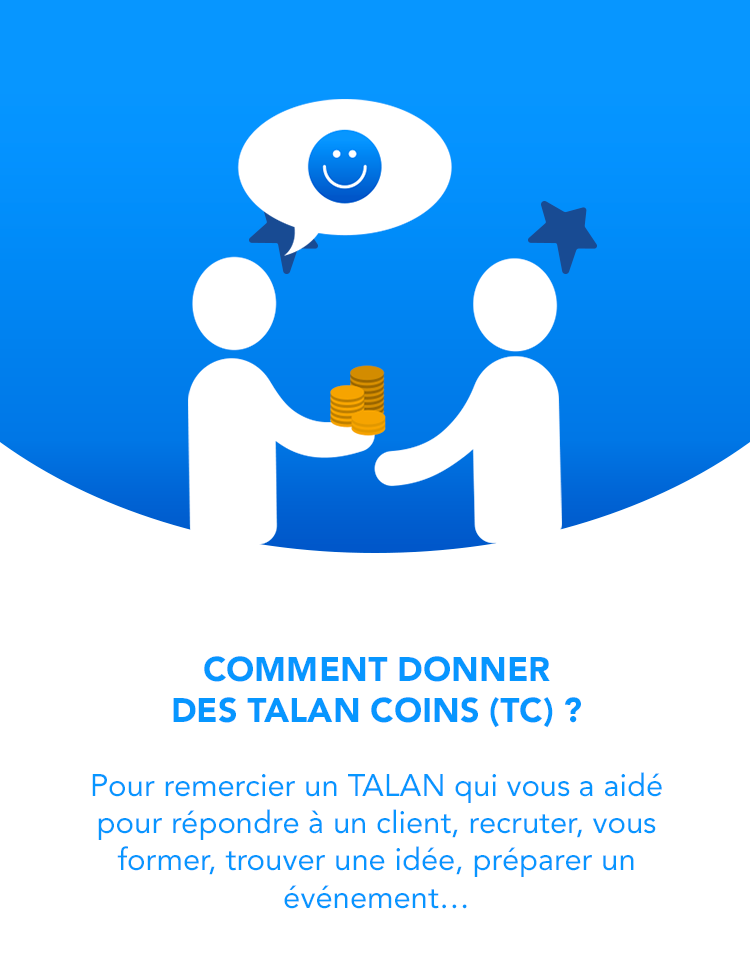 COMMENT DONNER
DES TALAN COINS (TC) ?
Pour remercier un TALAN qui vous a aidé
pour répondre à un client, recruter, vous
former, trouver une idée, préparer un
événement…